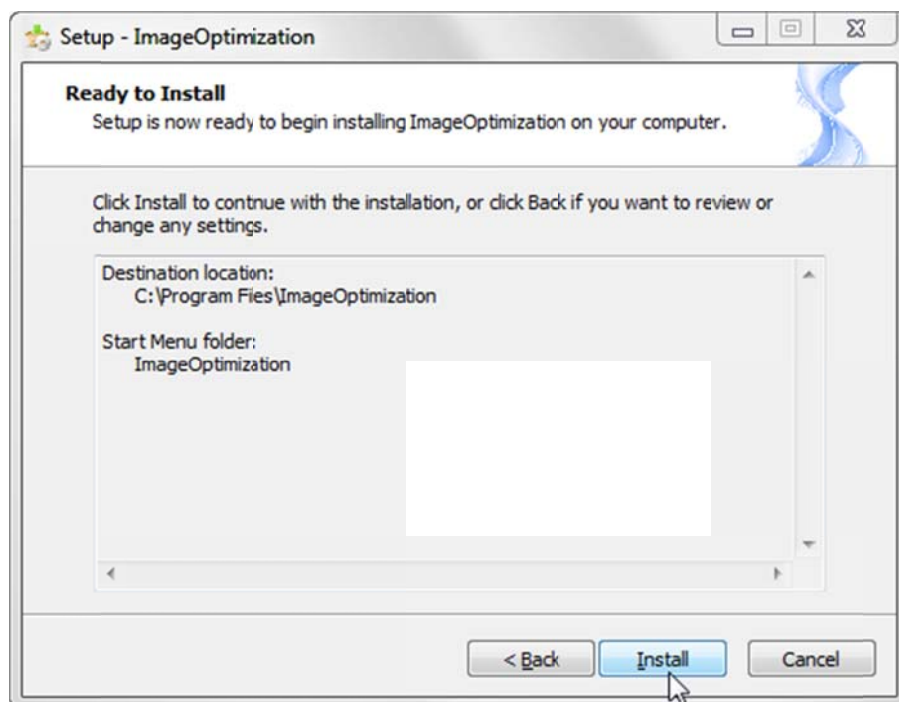 Setup - ImageOptimization
Ready to Install
Setup is now ready to begin installing ImageOptimization on your computer.
Click Install to contnue with the installation, or click Back if you want to review or
change any settings.
Destination location:
C:\Program Files\ImageOptimization
Start Menu folder:
ImageOptimization
< Back
Install
Cancel